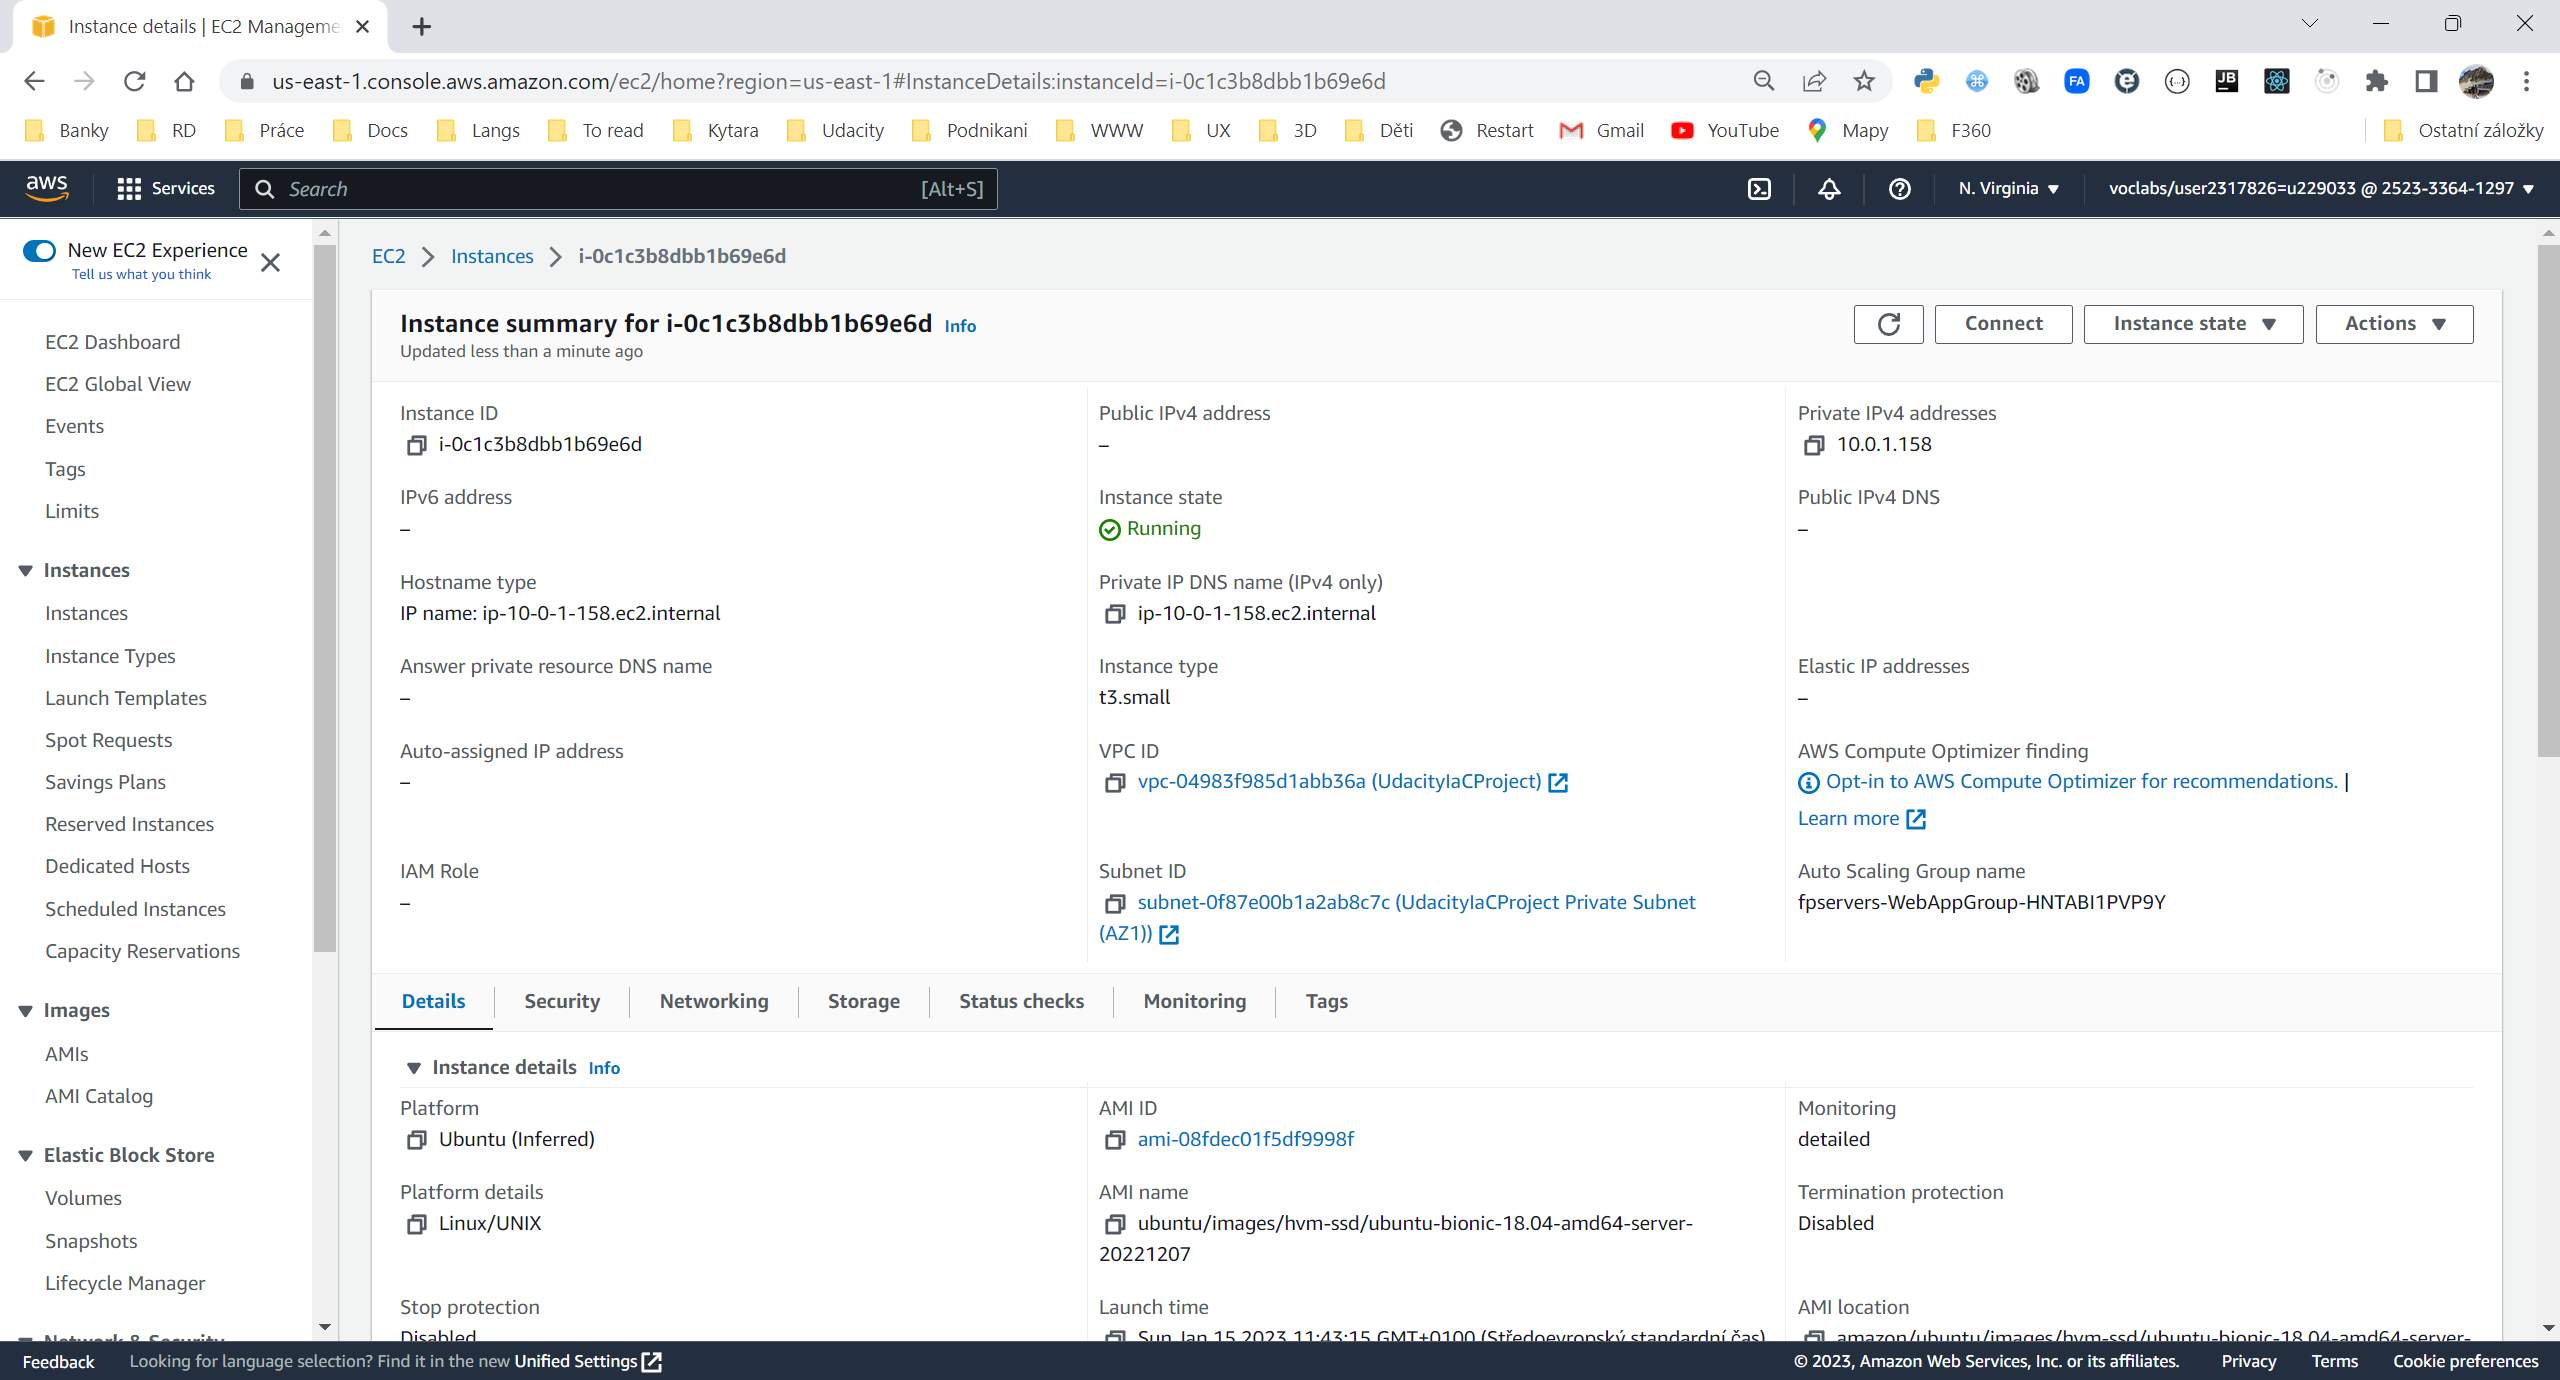 Instance details | EC2 Manageme
us-east-1.console.aws.amazon.com/ec2/home?region=us-east-1#InstanceDetails:instanceId=i-0c1c3b8dbb1b69e6d
FA
{...}
JB
Banky
RD
Práce
Docs
Langs
To read
Kytara
Udacity
Podnikani
WWW
UX
3D
Děti
Restart
Gmail
YouTube
Mapy
F360
Ostatní záložky
aws
Services
Search
[Alt+S]
N. Virginia
voclabs/user2317826=u229033 @ 2523-3364-1297
New EC2 Experience
Tell us what you think
EC2 Dashboard
EC2 Global View
Events
Tags
Limits
Instances
Instances
Instance Types
Launch Templates
Spot Requests
Savings Plans
Reserved Instances
Dedicated Hosts
Scheduled Instances
Capacity Reservations
Images
AMIs
AMI Catalog
Elastic Block Store
Volumes
Snapshots
Lifecycle Manager
Network & Security
EC2
Instances
i-0c1c3b8dbb1b69e6d
Instance summary for i-0c1c3b8dbb1b69e6d Info
Updated less than a minute ago
Connect
Instance state
Actions
Instance ID
i-0c1c3b8dbb1b69e6d
Public IPv4 address
–
Private IPv4 addresses
10.0.1.158
IPv6 address
–
Instance state
Running
Public IPv4 DNS
–
Hostname type
IP name: ip-10-0-1-158.ec2.internal
Private IP DNS name (IPv4 only)
ip-10-0-1-158.ec2.internal
Answer private resource DNS name
–
Instance type
t3.small
Elastic IP addresses
–
Auto-assigned IP address
–
VPC ID
vpc-04983f985d1abb36a (UdacityIaCProject)
AWS Compute Optimizer finding
Opt-in to AWS Compute Optimizer for recommendations. |
Learn more
IAM Role
–
Subnet ID
subnet-0f87e00b1a2ab8c7c (UdacityIaCProject Private Subnet
(AZ1))
Auto Scaling Group name
fpservers-WebAppGroup-HNTABI1PVP9Y
Details
Security
Networking
Storage
Status checks
Monitoring
Tags
Instance details Info
Platform
Ubuntu (Inferred)
AMI ID
ami-08fdec01f5df9998f
Monitoring
detailed
Platform details
Linux/UNIX
AMI name
ubuntu/images/hvm-ssd/ubuntu-bionic-18.04-amd64-server-
20221207
Termination protection
Disabled
Stop protection
Disabled
Launch time
Sun Jan 15 2023 11:43:15 GMT+0100 (Středoevropský standardní čas)
AMI location
amazon/ubuntu/images/hvm-ssd/ubuntu-bionic-18.04-amd64-server-
Feedback
Looking for language selection? Find it in the new Unified Settings
© 2023, Amazon Web Services, Inc. or its affiliates.
Privacy
Terms
Cookie preferences